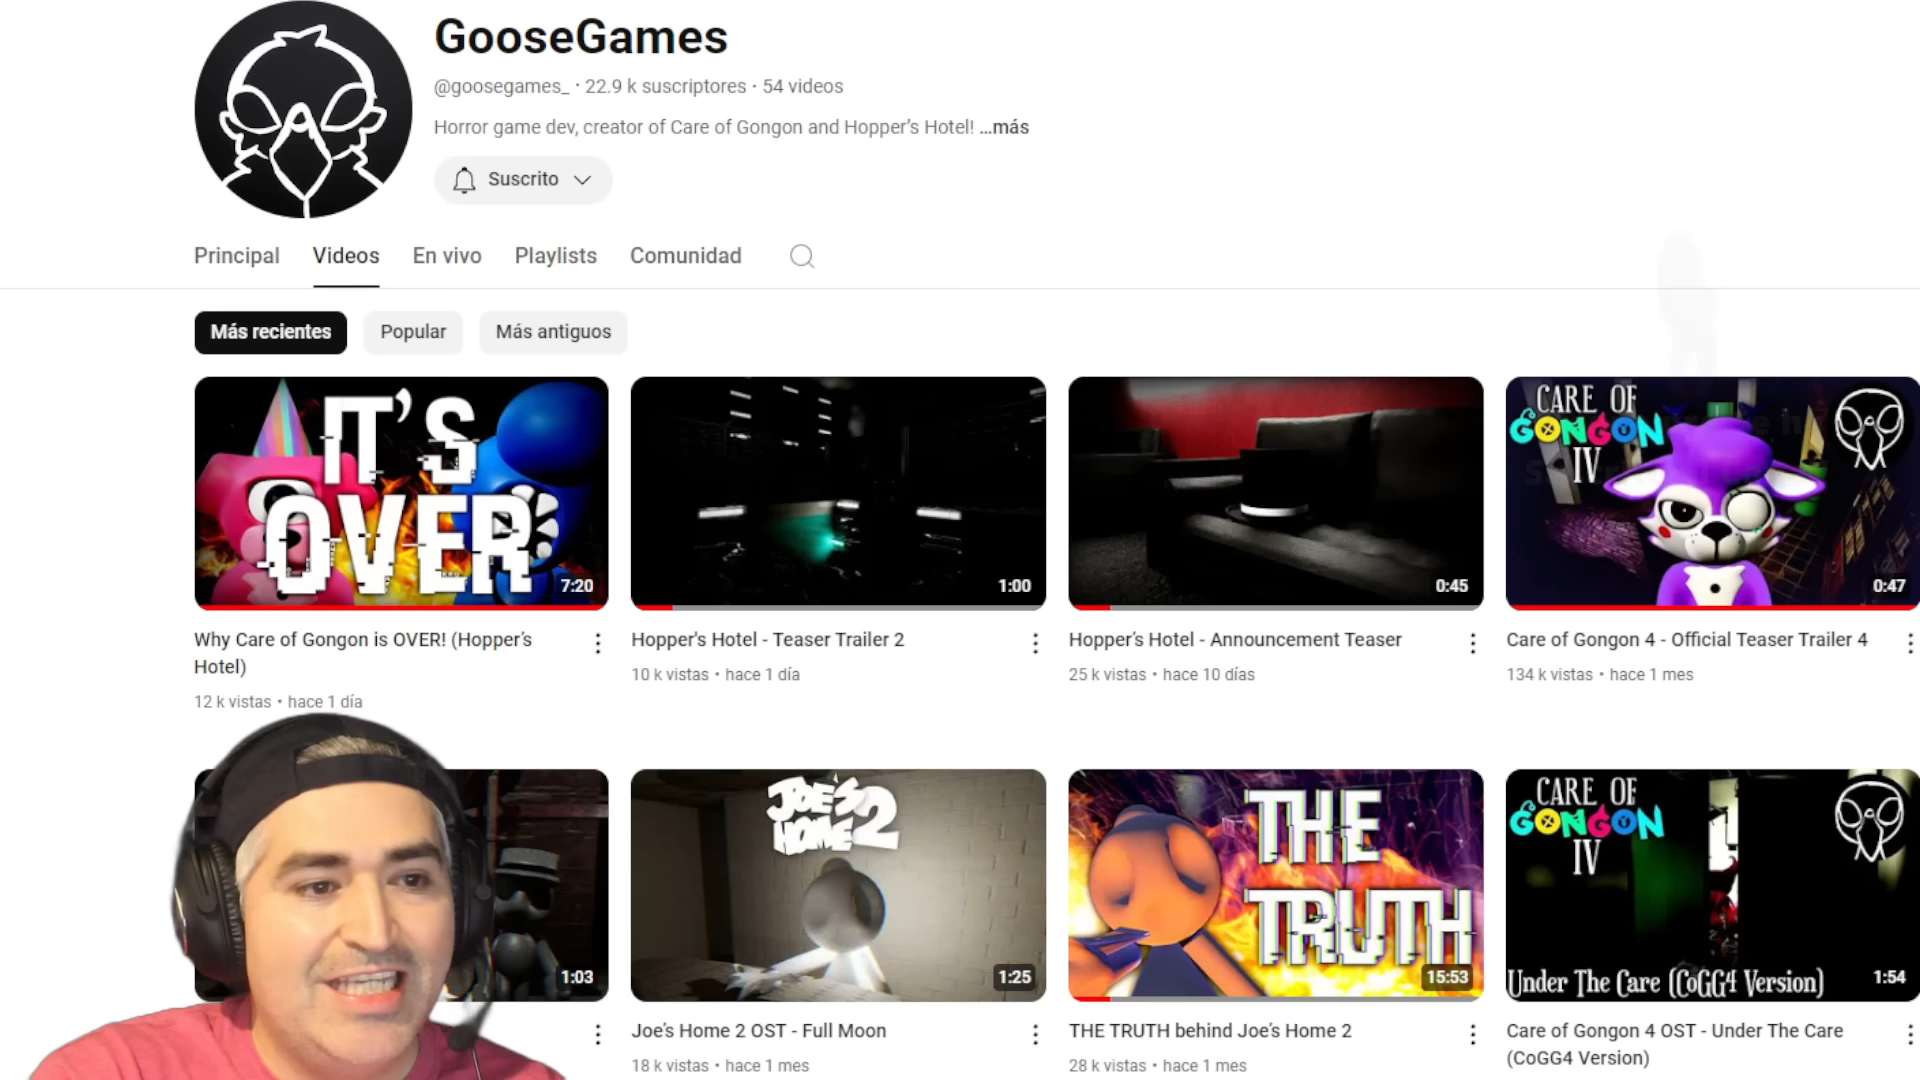 GooseGames
@goosegames_ · 22.9 k suscriptores · 54 videos
Horror game dev, creator of Care of Gongon and Hopper's Hotel! ...más
Suscrito
Principal Videos En vivo Playlists Comunidad
Más recientes Popular Más antiguos
IT'S
OVER
7:20
1:00
0:45
CARE OF
GONGON
IV
0:47
Why Care of Gongon is OVER! (Hopper's
Hotel)
12 k vistas • hace 1 día
Hopper's Hotel - Teaser Trailer 2
10 k vistas • hace 1 día
Hopper's Hotel - Announcement Teaser
25 k vistas • hace 10 días
Care of Gongon 4 - Official Teaser Trailer 4
134 k vistas • hace 1 mes
1:03
JOE'S
HOME 2
1:25
THE
TRUTH
15:53
CARE OF
GONGON
IV
Under The Care (CoGG4 Version)
1:54
Joe's Home 2 OST - Full Moon
18 k vistas • hace 1 mes
THE TRUTH behind Joe's Home 2
28 k vistas • hace 1 mes
Care of Gongon 4 OST - Under The Care
(CoGG4 Version)